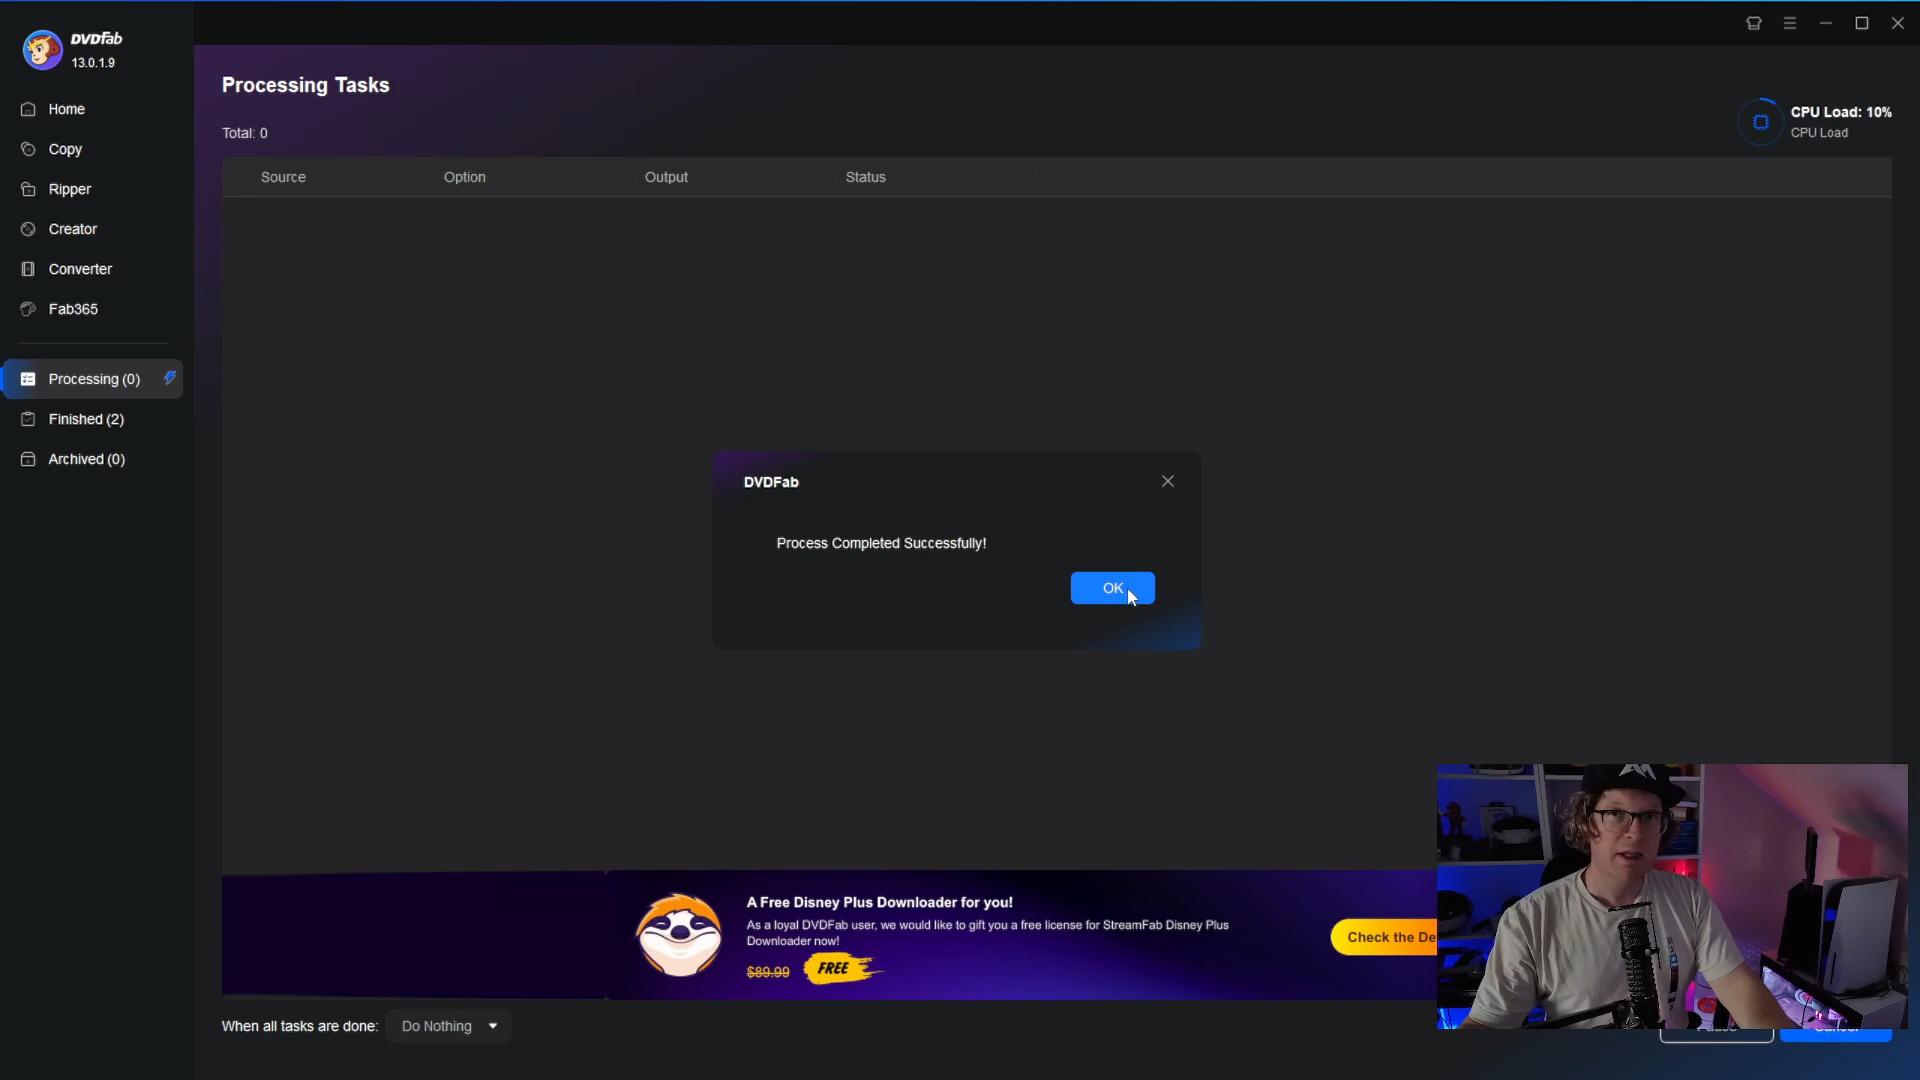 DVDFab
13.0.1.9
Home
Copy
Ripper
Creator
Converter
Fab365
Processing (0)
Finished (2)
Archived (0)
Processing Tasks
Total: 0
CPU Load: 10%
CPU Load
Source
Option
Output
Status
DVDFab
Process Completed Successfully!
OK
A Free Disney Plus Downloader for you!
As a loyal DVDFab user, we would like to gift you a free license for StreamFab Disney Plus
Downloader now!
$89.99
FREE
Check the De
When all tasks are done:
Do Nothing